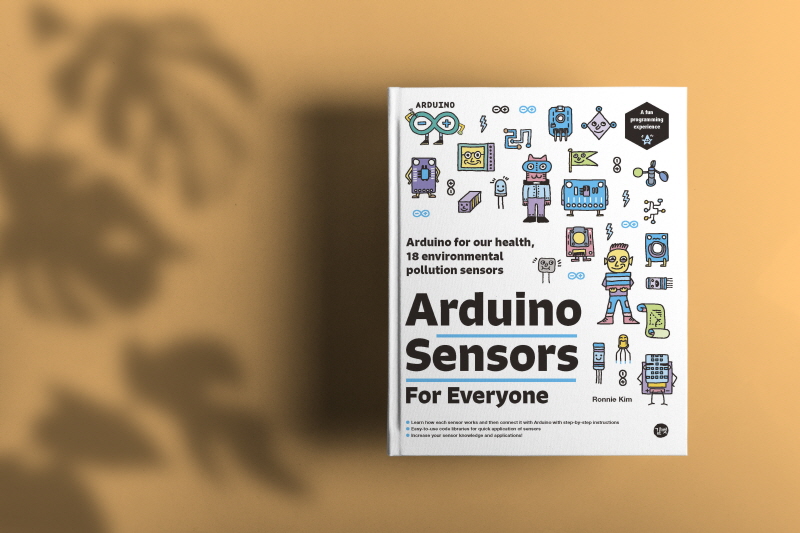 ARDUINO
A fun
programming
experience
Arduino for our health,
18 environmental
pollution sensors
Arduino
Sensors
For Everyone
Ronnie Kim
Learn how each sensor works and then connect it with Arduino with step-by-step instructions
Easy-to-use code libraries for quick application of sensors
Increase your sensor knowledge and applications!
길벗